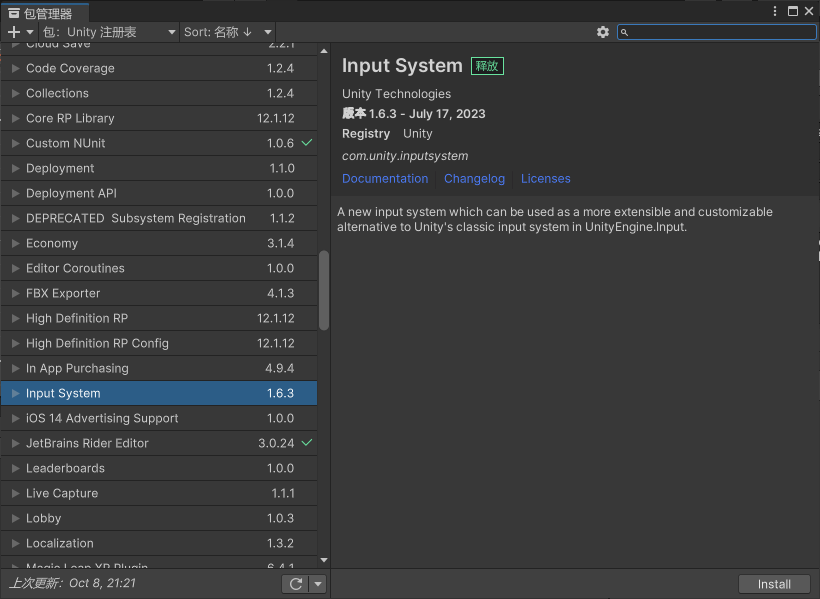 包管理器
包: Unity 注册表
Sort: 名称 ↓
Cloud Save 2.2.1
Code Coverage 1.2.4
Collections 1.2.4
Core RP Library 12.1.12
Custom NUnit 1.0.6
Deployment 1.1.0
Deployment API 1.0.0
DEPRECATED Subsystem Registration 1.1.2
Economy 3.1.4
Editor Coroutines 1.0.0
FBX Exporter 4.1.3
High Definition RP 12.1.12
High Definition RP Config 12.1.12
In App Purchasing 4.9.4
Input System 1.6.3
iOS 14 Advertising Support 1.0.0
JetBrains Rider Editor 3.0.24
Leaderboards 1.0.0
Live Capture 1.1.1
Lobby 1.0.3
Localization 1.3.2
Magic Leap XR Plugin 6.4.1
上次更新: Oct 8, 21:21
Input System 释放
Unity Technologies
版本 1.6.3 - July 17, 2023
Registry Unity
com.unity.inputsystem
Documentation Changelog Licenses
A new input system which can be used as a more extensible and customizable
alternative to Unity's classic input system in UnityEngine.Input.
Install